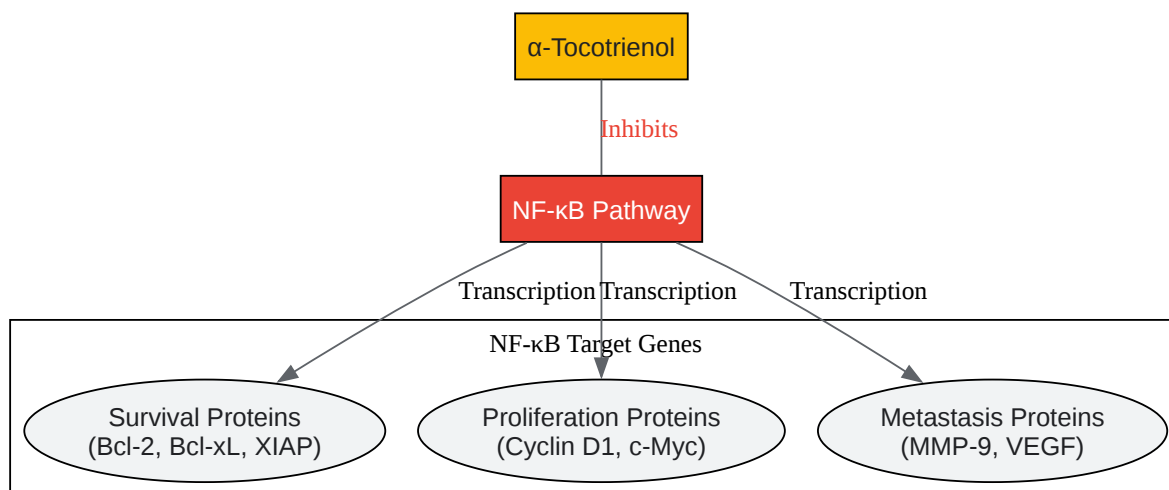 α-Tocotrienol
Inhibits
NF-κB Pathway
Transcription
Transcription
Transcription
NF-κB Target Genes
Survival Proteins
(Bcl-2, Bcl-xL, XIAP)
Proliferation Proteins
(Cyclin D1, c-Myc)
Metastasis Proteins
(MMP-9, VEGF)